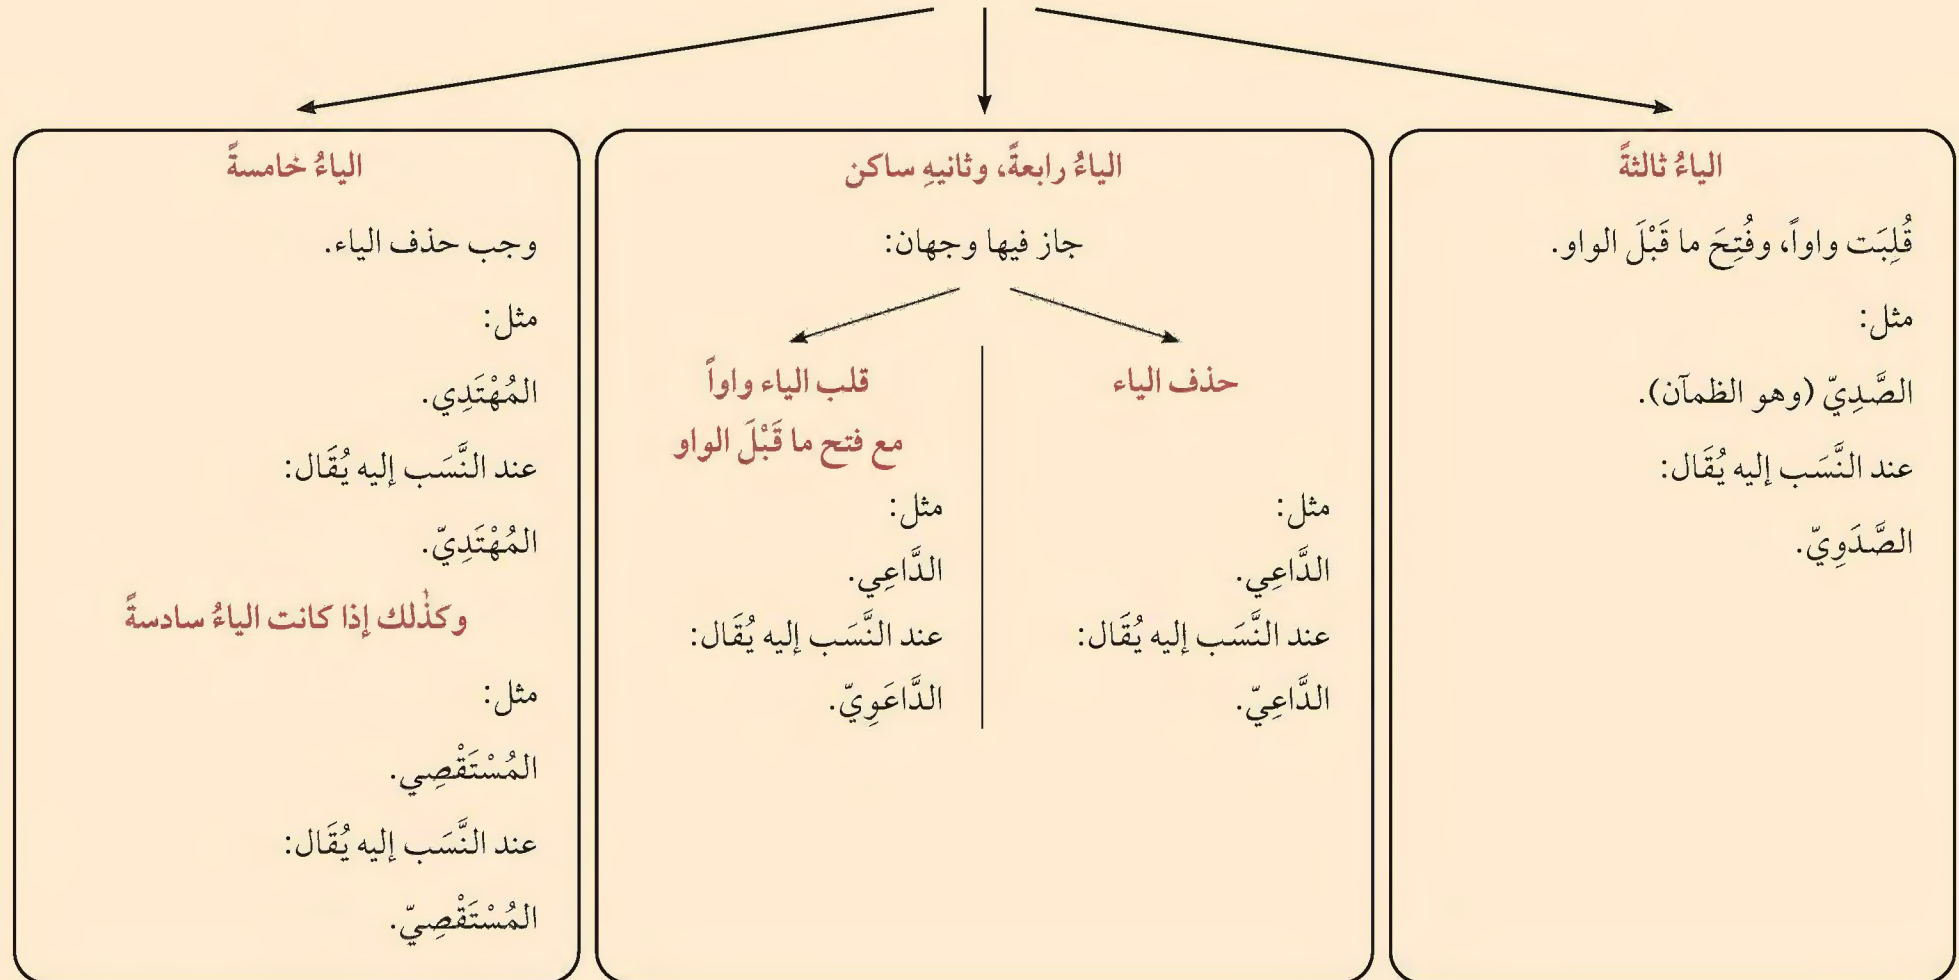 الياءُ ثالثةً
قُلِبَت واواً، وفُتِحَ ما قَبْلَ الواو.
مثل:
الصَّدِيّ (وهو الظمآن).
عند النَّسَب إليه يُقَال:
الصَّدَوِيّ.
الياءُ رابعةً، وثانيهِ ساكن
جاز فيها وجهان:
حذف الياء
مثل:
الدَّاعِي.
عند النَّسَب إليه يُقَال:
الدَّاعِيّ.
قلب الياء واواً
مع فتح ما قَبْلَ الواو
مثل:
الدَّاعِي.
عند النَّسَب إليه يُقَال:
الدَّاعَوِيّ.
الياءُ خامسةً
وجب حذف الياء.
مثل:
المُهْتَدِي.
عند النَّسَب إليه يُقَال:
المُهْتَدِيّ.
وكذٰلك إذا كانت الياءُ سادسةً
مثل:
المُسْتَقْصِي.
عند النَّسَب إليه يُقَال:
المُسْتَقْصِيّ.